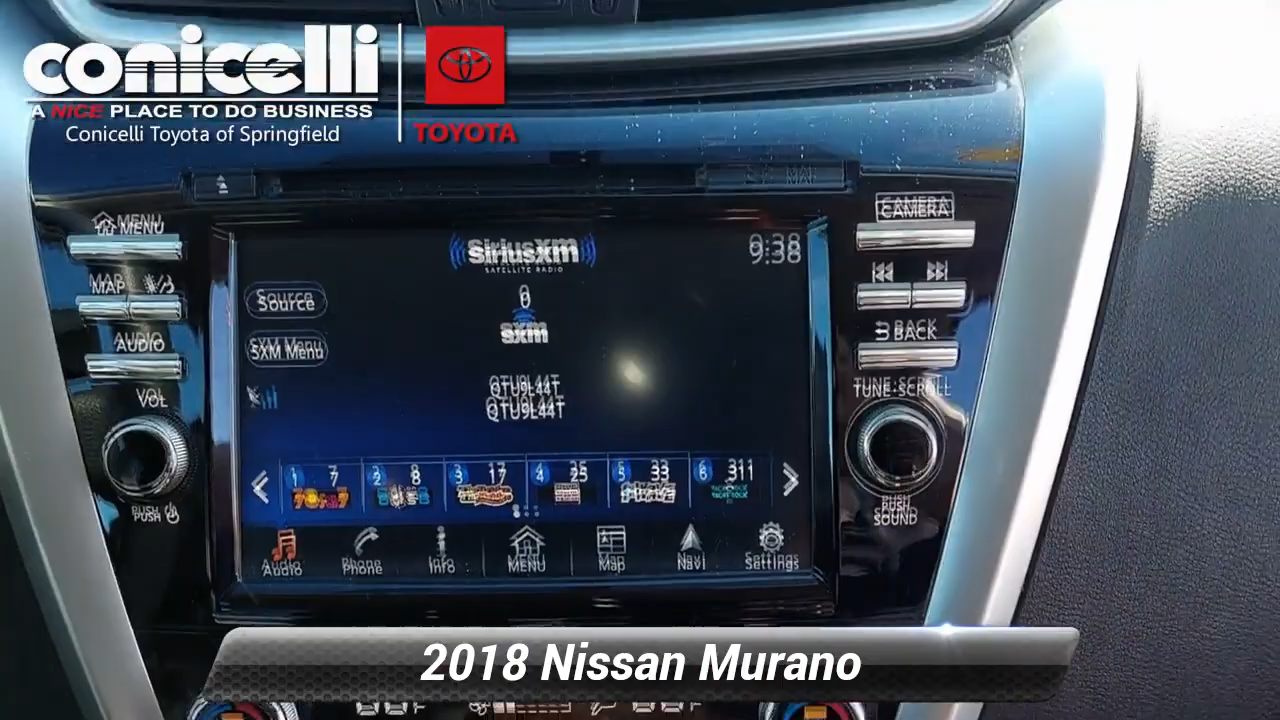 conicelli
A NICE PLACE TO DO BUSINESS
Conicelli Toyota of Springfield
TOYOTA
MENU
CAMERA
MAP
AUDIO
BACK
VOL
TUNE·SCROLL
PUSH
PUSH
SOUND
SiriusXM
SATELLITE RADIO
9:38
0
Source
sxm
SXM Menu
QTU9L44T
QTU9L44T
1 7
2 8
3 17
4 25
5 33
6 311
Audio
Phone
Info
MENU
Map
Navi
Settings
2018 Nissan Murano